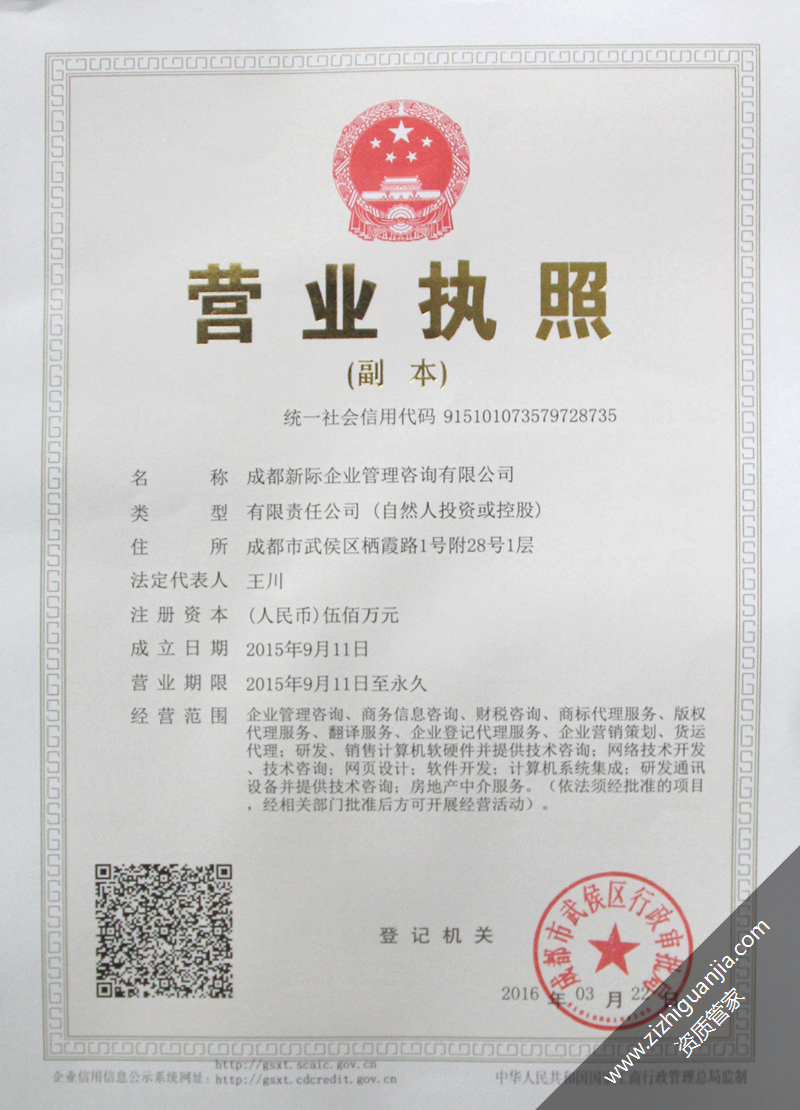 营业执照
(副 本)
统一社会信用代码 915101073579728735
名 称 成都新际企业管理咨询有限公司
类 型 有限责任公司 (自然人投资或控股)
住 所 成都市武侯区栖霞路1号附28号1层
法定代表人 王川
注册资本 (人民币)伍佰万元
成立日期 2015年9月11日
营业期限 2015年9月11日至永久
经营范围 企业管理咨询、商务信息咨询、财税咨询、商标代理服务、版权
代理服务、翻译服务、企业登记代理服务、企业营销策划、货运
代理；研发、销售计算机软硬件并提供技术咨询；网络技术开发
、技术咨询；网页设计；软件开发；计算机系统集成；研发通讯
设备并提供技术咨询；房地产中介服务。（依法须经批准的项目
，经相关部门批准后方可开展经营活动）。
登记机关
成都市武侯区行政审批局
2016 年 03 月 22 日
www.zizhiguanjia.com
资质管家
http://gsxt.scaic.gov.cn
企业信用信息公示系统网址：http://gsxt.cdcredit.gov.cn
中华人民共和国国 工商行政管理总局监制